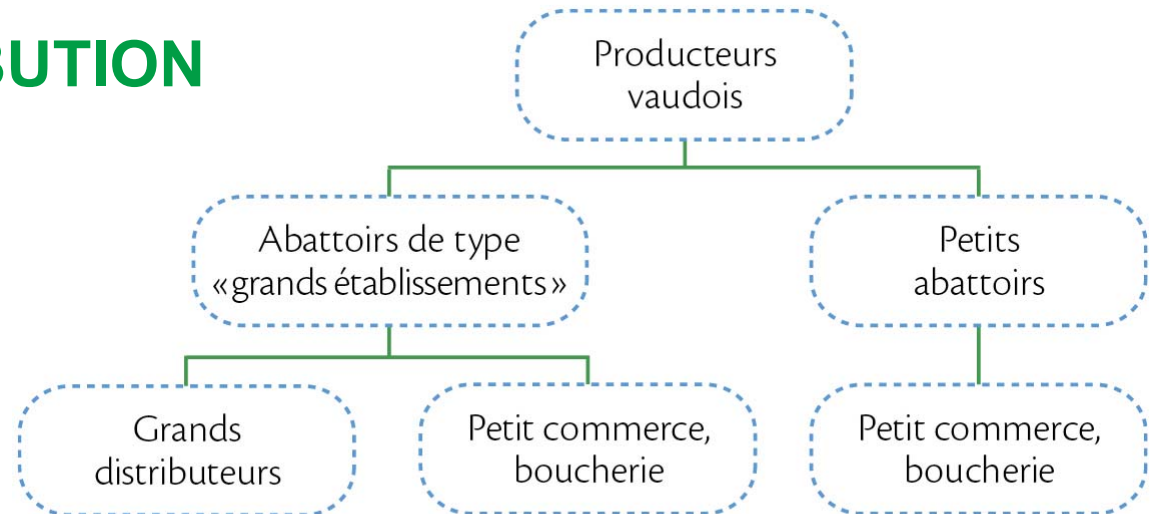 BUTION
Producteurs
vaudois
Abattoirs de type
«grands établissements»
Petits
abattoirs
Grands
distributeurs
Petit commerce,
boucherie
Petit commerce,
boucherie